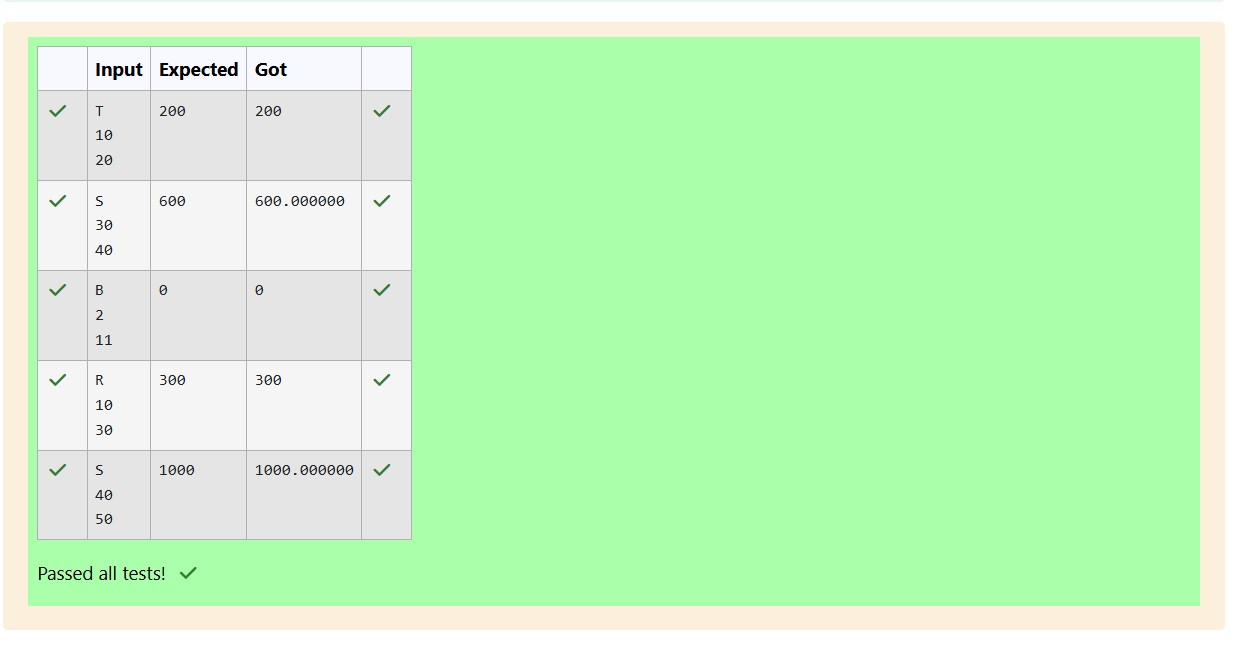 Input Expected Got
T 200 200
10
20
S 600 600.000000
30
40
B 0 0
2
11
R 300 300
10
30
S 1000 1000.000000
40
50
Passed all tests!